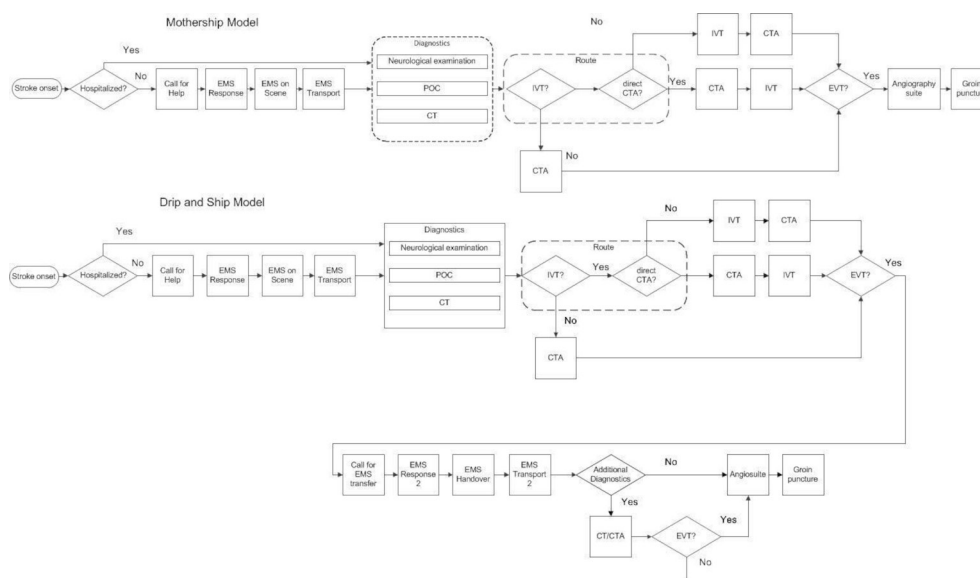 Mothership Model
Stroke onset
Hospitalized?
Yes
No
Call for
Help
EMS
Response
EMS on
Scene
EMS
Transport
Diagnostics
Neurological examination
POC
CT
Route
IVT?
direct
CTA?
No
Yes
IVT
CTA
CTA
IVT
No
CTA
EVT?
Yes
Angiography
suite
Groin
puncture
Drip and Ship Model
Stroke onset
Hospitalized?
Yes
No
Call for
Help
EMS
Response
EMS on
Scene
EMS
Transport
Diagnostics
Neurological examination
POC
CT
Route
IVT?
Yes
direct
CTA?
No
IVT
CTA
CTA
IVT
No
CTA
EVT?
Yes
Call for
EMS
transfer
EMS
Response
2
EMS
Handover
EMS
Transport
2
Additional
Diagnostics
No
Yes
CT/CTA
EVT?
Yes
No
Angiosuite
Groin
puncture